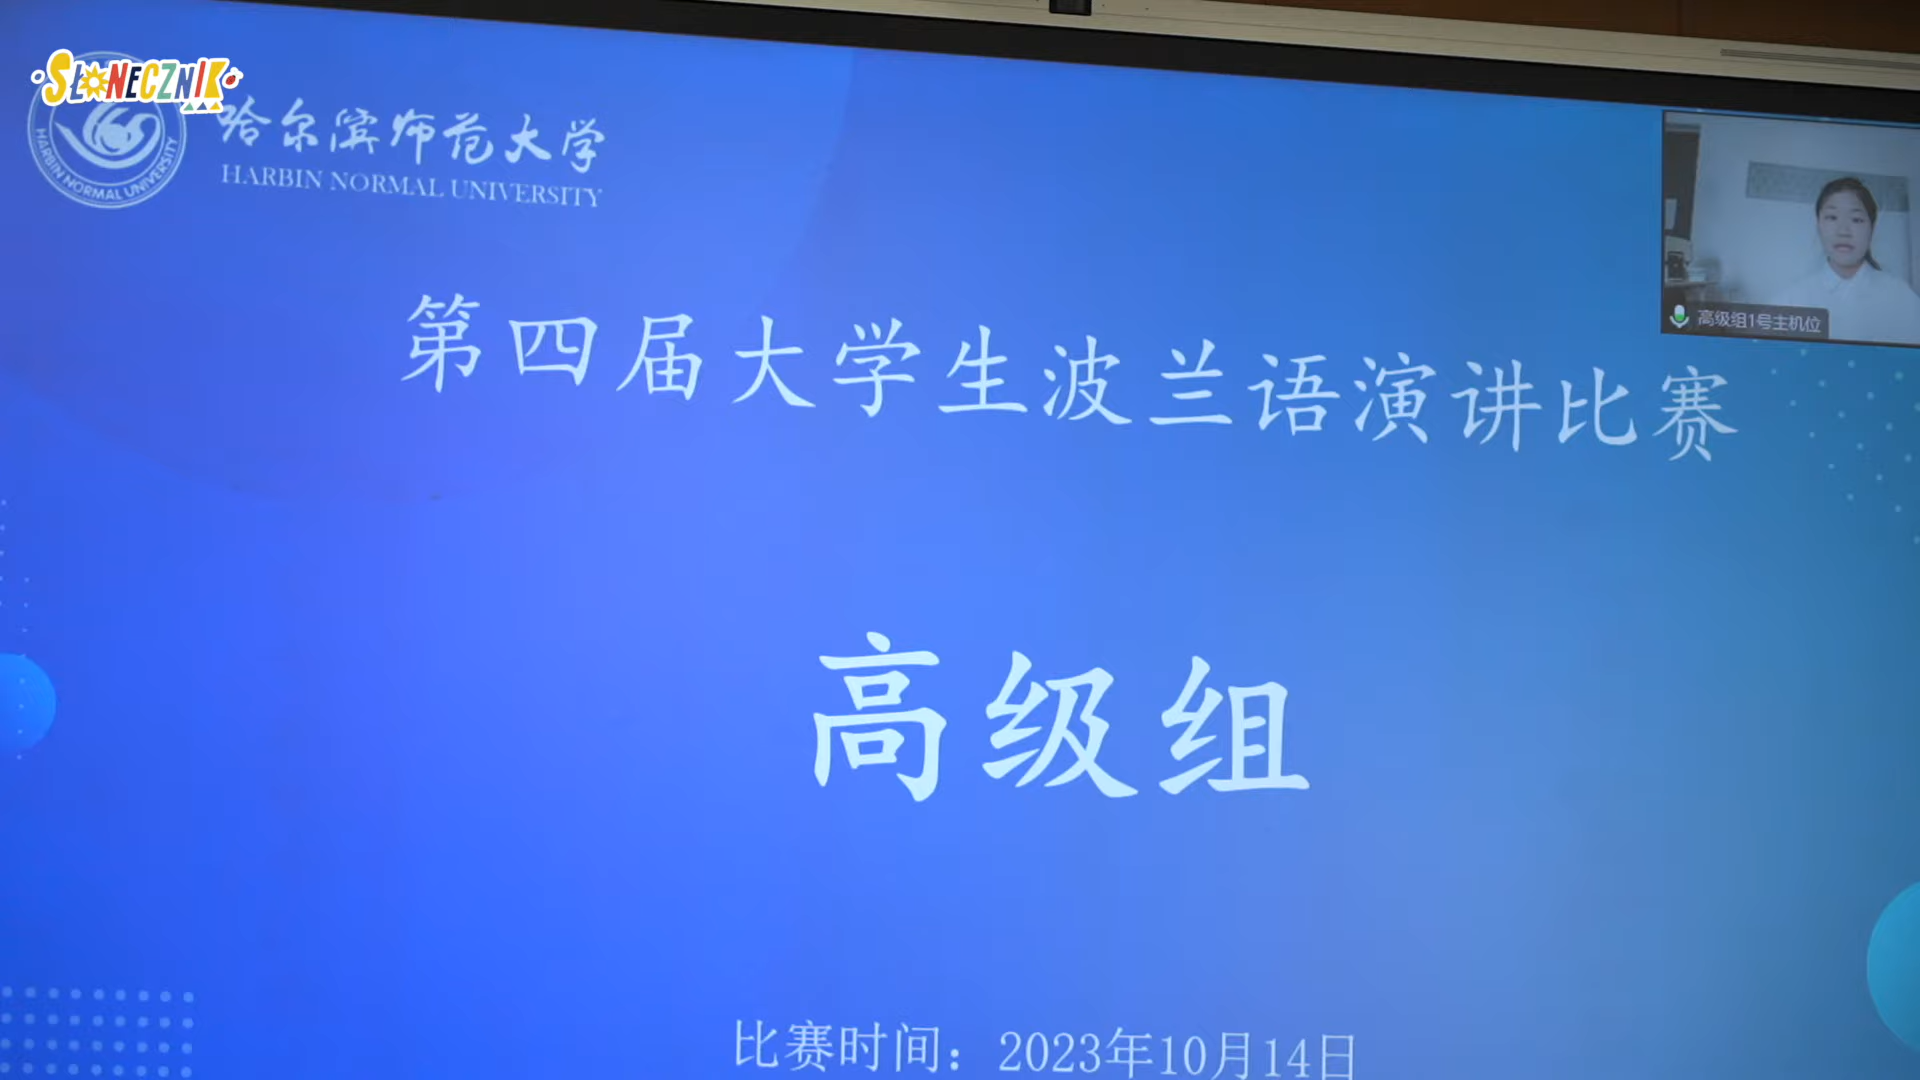 SŁONECZNIK
HARBIN NORMAL UNIVERSITY
哈尔滨师范大学
HARBIN NORMAL UNIVERSITY
高级组1号主机位
第四届大学生波兰语演讲比赛
高级组
比赛时间：2023年10月14日